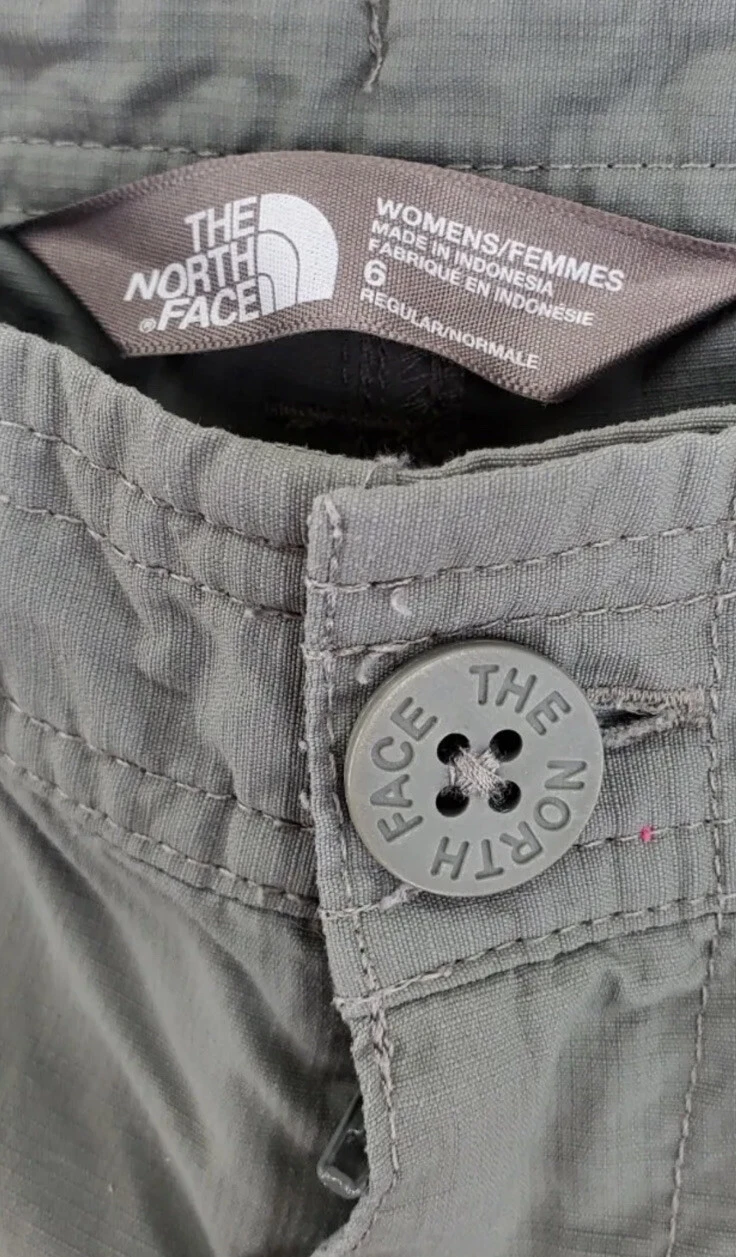 THE
NORTH
®FACE
WOMENS/FEMMES
MADE IN INDONESIA
FABRIQUÉ EN INDONÉSIE
6
REGULAR/NORMALE
THE NORTH FACE